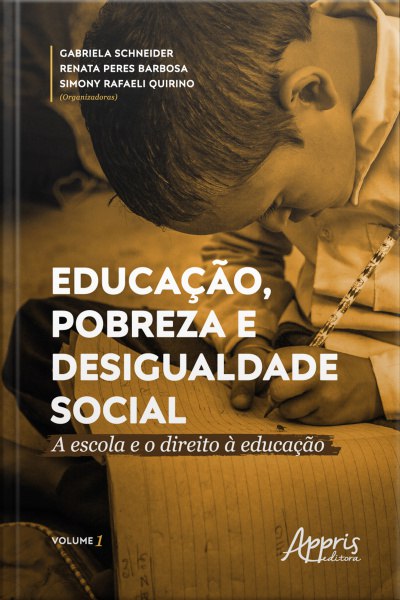 GABRIELA SCHNEIDER
RENATA PERES BARBOSA
SIMONY RAFAELI QUIRINO
(Organizadoras)
EDUCAÇÃO,
POBREZA E
DESIGUALDADE
SOCIAL
A escola e o direito à educação
VOLUME 1
Appris
editora